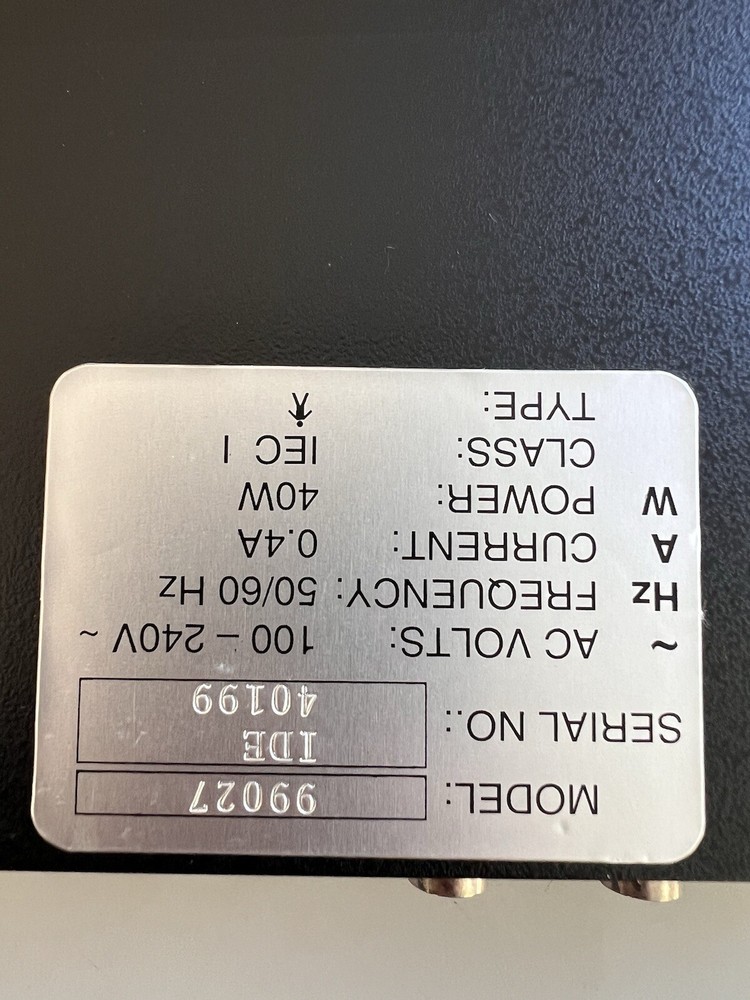 MODEL: 99027
SERIAL NO.: IDE
40199
~ AC VOLTS: 100 – 240V ~
Hz FREQUENCY: 50/60 Hz
A CURRENT: 0.4A
W POWER: 40W
CLASS: IEC I
TYPE: